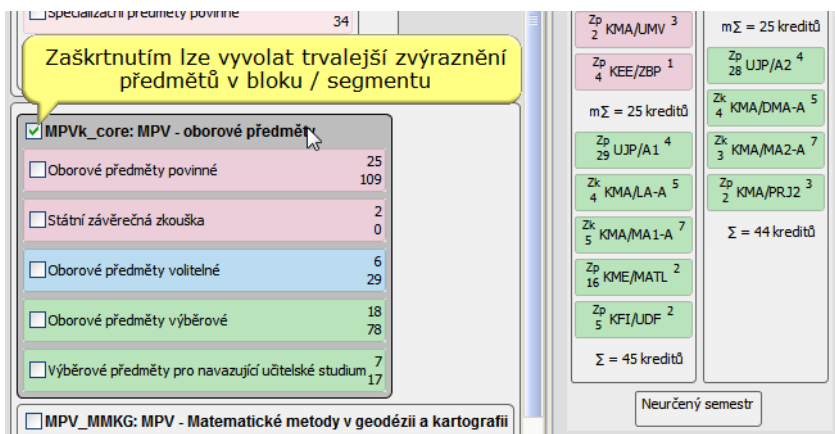 Specializační předměty povinné
34
Zaškrtnutím lze vyvolat trvalejší zvýraznění
předmětů v bloku / segmentu
MPVk_core: MPV - oborové předměty
Oborové předměty povinné 25
109
Státní závěrečná zkouška 2
0
Oborové předměty volitelné 6
29
Oborové předměty výběrové 18
78
Výběrové předměty pro navazující učitelské studium 7
17
MPV_MMKG: MPV - Matematické metody v geodézii a kartografii
Zp 2 KMA/UMV 3
Zp 4 KEE/ZBP 1
m∑ = 25 kreditů
Zp 29 UJP/A1 4
Zk 4 KMA/LA-A 5
Zk 5 KMA/MA1-A 7
Zp 16 KME/MATL 2
Zp 5 KFI/UDF 2
∑ = 45 kreditů
m∑ = 25 kreditů
Zp 28 UJP/A2 4
Zk 4 KMA/DMA-A 5
Zk 3 KMA/MA2-A 7
Zp 2 KMA/PRJ2 3
∑ = 44 kreditů
Neurčený semestr